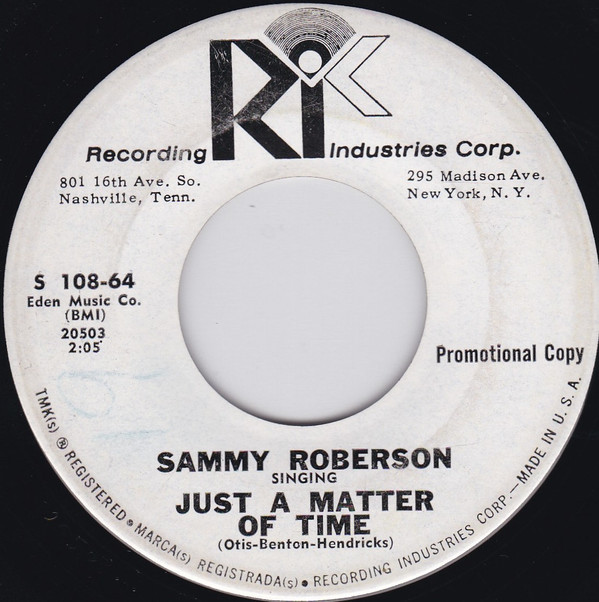 RIC
Recording Industries Corp.
801 16th Ave. So.
Nashville, Tenn.
295 Madison Ave.
New York, N. Y.
S 108-64
Eden Music Co.
(BMI)
20503
2:05
Promotional Copy
SAMMY ROBERSON
SINGING
JUST A MATTER
OF TIME
(Otis-Benton-Hendricks)
TMK(s) ® REGISTERED • MARCA(s) REGISTRADA(s) • RECORDING INDUSTRIES CORP.—MADE IN U. S. A.